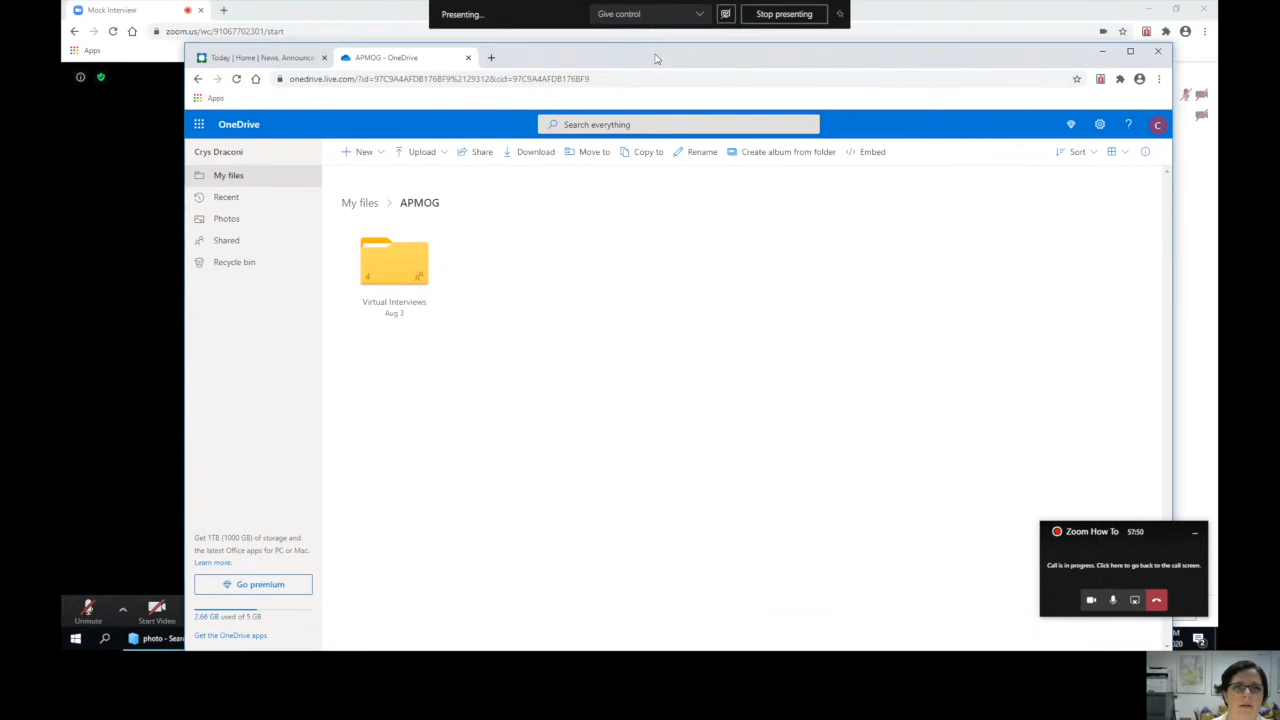 Mock Interview
Presenting...
Give control
Stop presenting
zoom.us/wc/91067702301/start
Apps
Today | Home | News, Announce
APMOG - OneDrive
onedrive.live.com/?id=97C9A4AFDB176BF9%2129312&cid=97C9A4AFDB176BF9
Apps
OneDrive
Search everything
C
Crys Draconi
New
Upload
Share
Download
Move to
Copy to
Rename
Create album from folder
Embed
Sort
My files
Recent
Photos
Shared
Recycle bin
My files > APMOG
4
Virtual Interviews
Aug 3
Get 1TB (1000 GB) of storage and
the latest Office apps for PC or Mac.
Learn more.
Go premium
2.66 GB used of 5 GB
Get the OneDrive apps
Zoom How To 57:50
Call is in progress. Click here to go back to the call screen.
Unmute
Start Video
photo - Sear
M
020
2